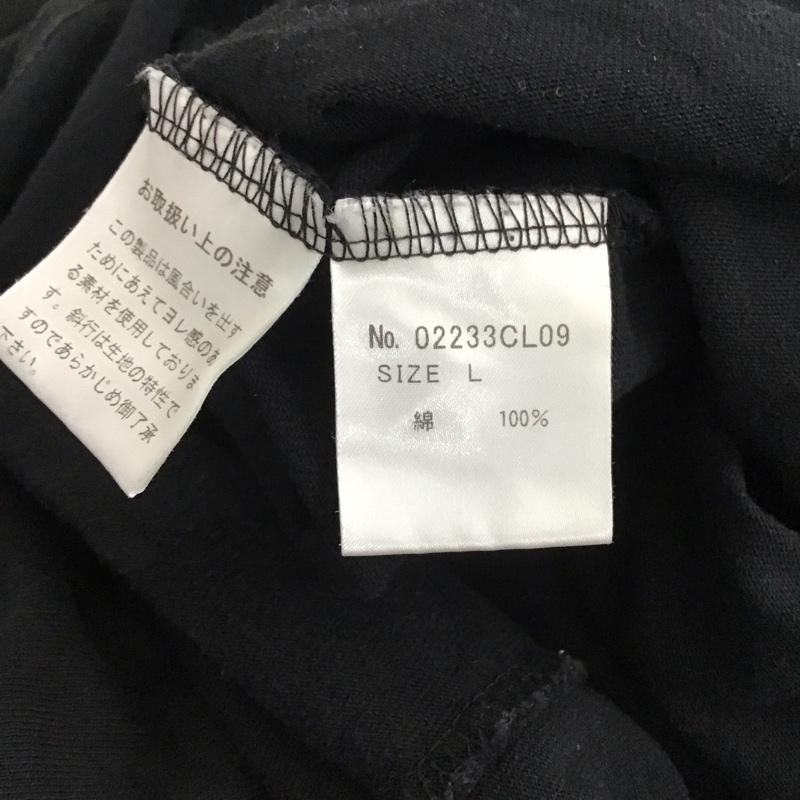 お取扱い上の注意
この製品は風合いを出す
ためにあえてヨレ感のあ
る素材を使用しておりま
す。斜行は生地の特性で
すのであらかじめ御了承
下さい。
No. 02233CL09
SIZE L
綿 100%